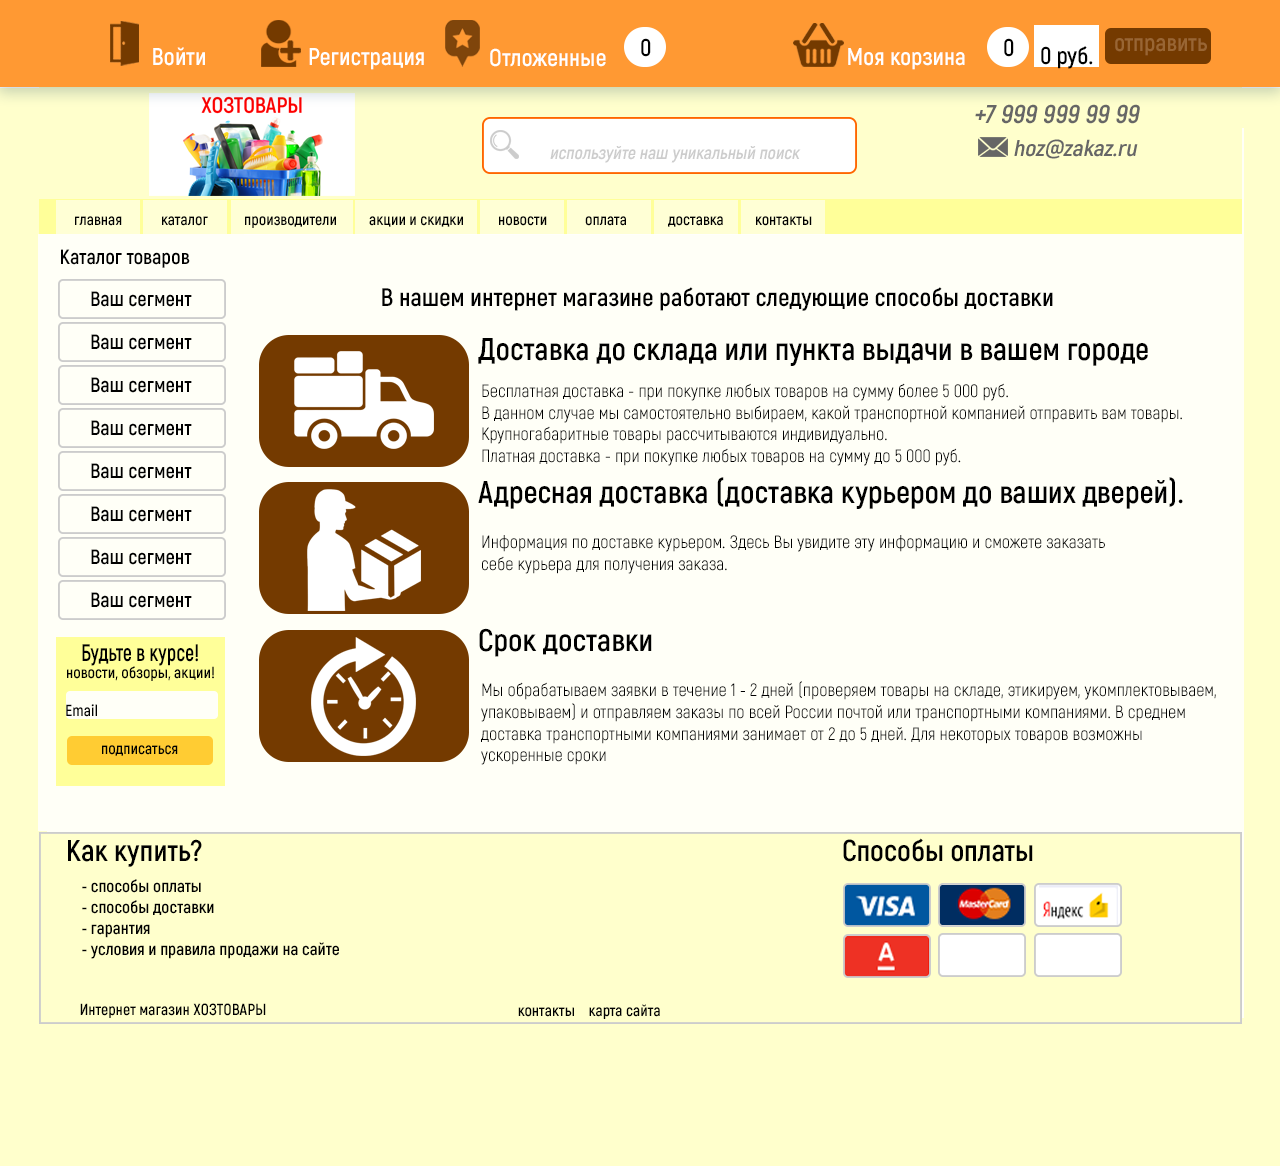 Войти
Регистрация
Отложенные
0
Моя корзина
0
0 руб.
отправить
ХОЗТОВАРЫ
используйте наш уникальный поиск
+7 999 999 99 99
hoz@zakaz.ru
главная
каталог
производители
акции и скидки
новости
оплата
доставка
контакты
Каталог товаров
Ваш сегмент
Ваш сегмент
Ваш сегмент
Ваш сегмент
Ваш сегмент
Ваш сегмент
Ваш сегмент
Ваш сегмент
Будьте в курсе!
новости, обзоры, акции!
Email
подписаться
В нашем интернет магазине работают следующие способы доставки
Доставка до склада или пункта выдачи в вашем городе
Бесплатная доставка - при покупке любых товаров на сумму более 5 000 руб.
В данном случае мы самостоятельно выбираем, какой транспортной компанией отправить вам товары.
Крупногабаритные товары рассчитываются индивидуально.
Платная доставка - при покупке любых товаров на сумму до 5 000 руб.
Адресная доставка (доставка курьером до ваших дверей).
Информация по доставке курьером. Здесь Вы увидите эту информацию и сможете заказать
себе курьера для получения заказа.
Срок доставки
Мы обрабатываем заявки в течение 1 - 2 дней (проверяем товары на складе, этикируем, укомплектовываем,
упаковываем) и отправляем заказы по всей России почтой или транспортными компаниями. В среднем
доставка транспортными компаниями занимает от 2 до 5 дней. Для некоторых товаров возможны
ускоренные сроки
Как купить?
- способы оплаты
- способы доставки
- гарантия
- условия и правила продажи на сайте
Способы оплаты
VISA
MasterCard
Яндекс
А
Интернет магазин ХОЗТОВАРЫ
контакты
карта сайта